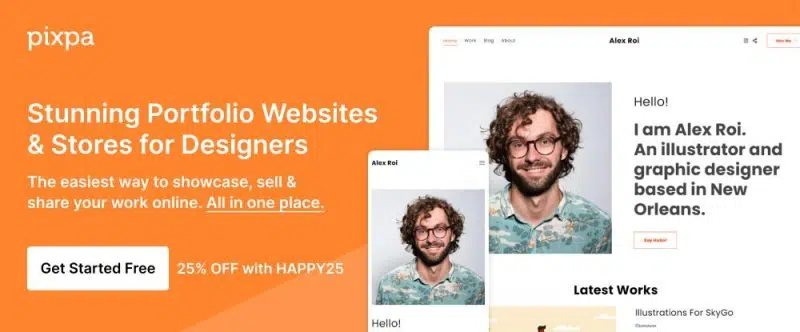 pixpa
Stunning Portfolio Websites
& Stores for Designers
The easiest way to showcase, sell &
share your work online. All in one place.
Get Started Free
25% OFF with HAPPY25
Home Work Blog About
Alex Roi
Hello!
I am Alex Roi.
An illustrator and
graphic designer
based in New
Orleans.
Say Hello!
Latest Works
Illustrations For SkyGo
Alex Roi
Hello!